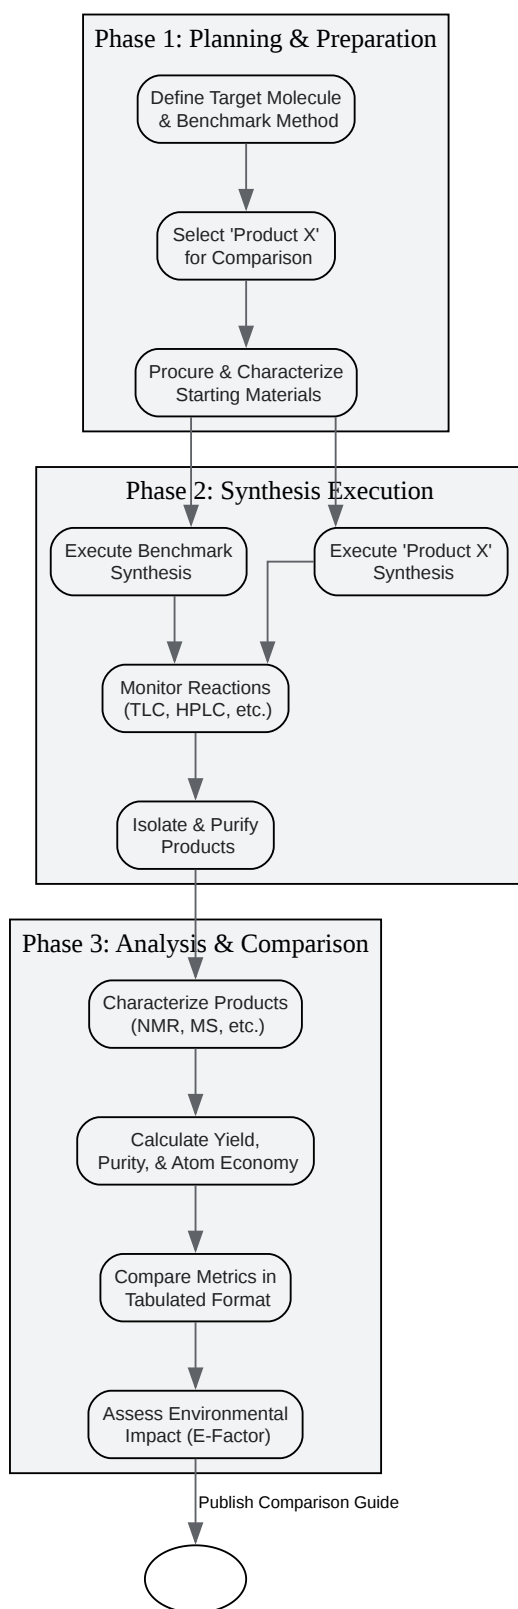 Phase 1: Planning & Preparation
Define Target Molecule
& Benchmark Method
Select 'Product X'
for Comparison
Procure & Characterize
Starting Materials
Phase 2: Synthesis Execution
Execute Benchmark
Synthesis
Execute 'Product X'
Synthesis
Monitor Reactions
(TLC, HPLC, etc.)
Isolate & Purify
Products
Phase 3: Analysis & Comparison
Characterize Products
(NMR, MS, etc.)
Calculate Yield,
Purity, & Atom Economy
Compare Metrics in
Tabulated Format
Assess Environmental
Impact (E-Factor)
Publish Comparison Guide